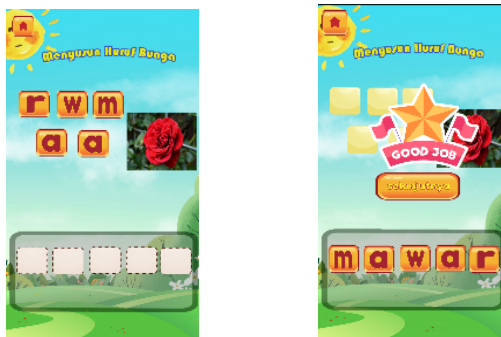 Menyusun Huruf Bunga
r w m
a a
Menyusun Huruf Bunga
GOOD JOB
m a w a r